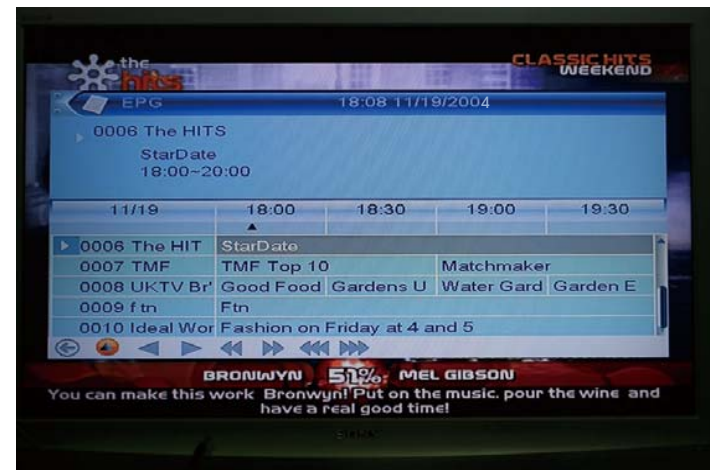 the
hits
CLASSIC HITS
WEEKEND
EPG 18:08 11/19/2004
0006 The HITS
StarDate
18:00~20:00
11/19 18:00 18:30 19:00 19:30
0006 The HIT StarDate
0007 TMF TMF Top 10 Matchmaker
0008 UKTV Br' Good Food Gardens U Water Gard Garden E
0009 f tn Ftn
0010 Ideal Wor Fashion on Friday at 4 and 5
BRONWYN 51% MEL GIBSON
You can make this work Bronwyn! Put on the music. pour the wine and
have a real good time!
SONY